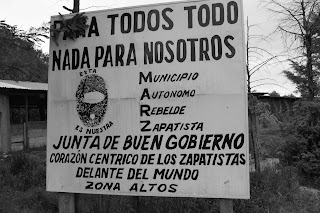 PARA TODOS TODO
NADA PARA NOSOTROS
ESTA
ES NUESTRA
MUNICIPIO
AUTONOMO
REBELDE
ZAPATISTA
JUNTA DE BUEN GOBIERNO
CORAZÓN CENTRICO DE LOS ZAPATISTAS
DELANTE DEL MUNDO
ZONA ALTOS